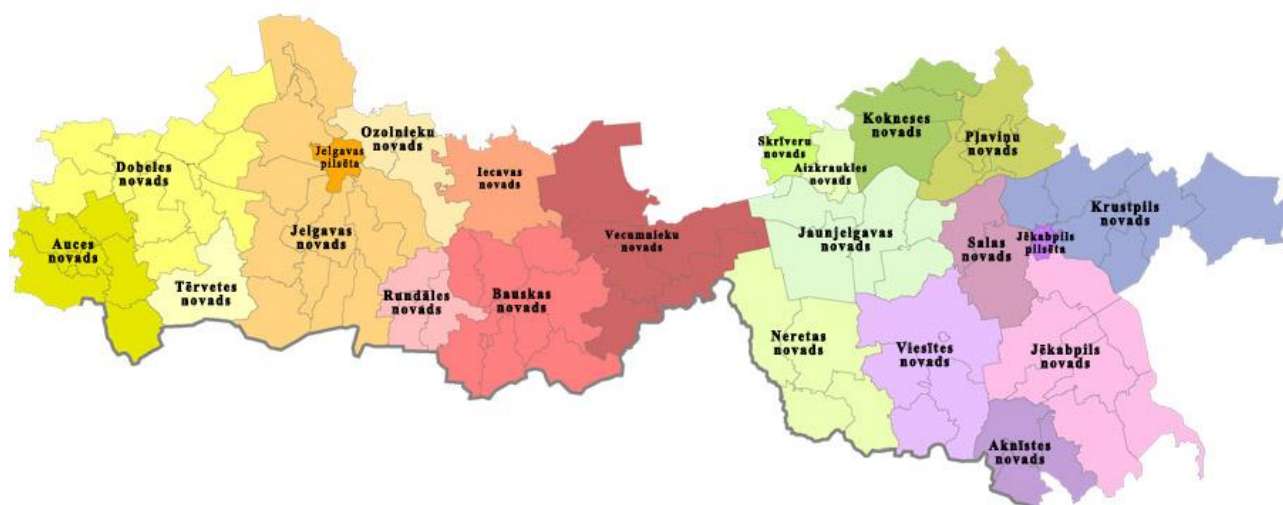 Ozolnieku
novads
Jelgavas
pilsēta
Dobeles
novads
Iecavas
novads
Auces
novads
Jelgavas
novads
Tērvetes
novads
Rundāles
novads
Bauskas
novads
Vecumnieku
novads
Kokneses
novads
Skrīveru
novads
Aizkraukles
novads
Pļaviņu
novads
Jaunjelgavas
novads
Salas
novads
Jēkabpils
pilsēta
Krustpils
novads
Neretas
novads
Viesītes
novads
Jēkabpils
novads
Aknīstes
novads